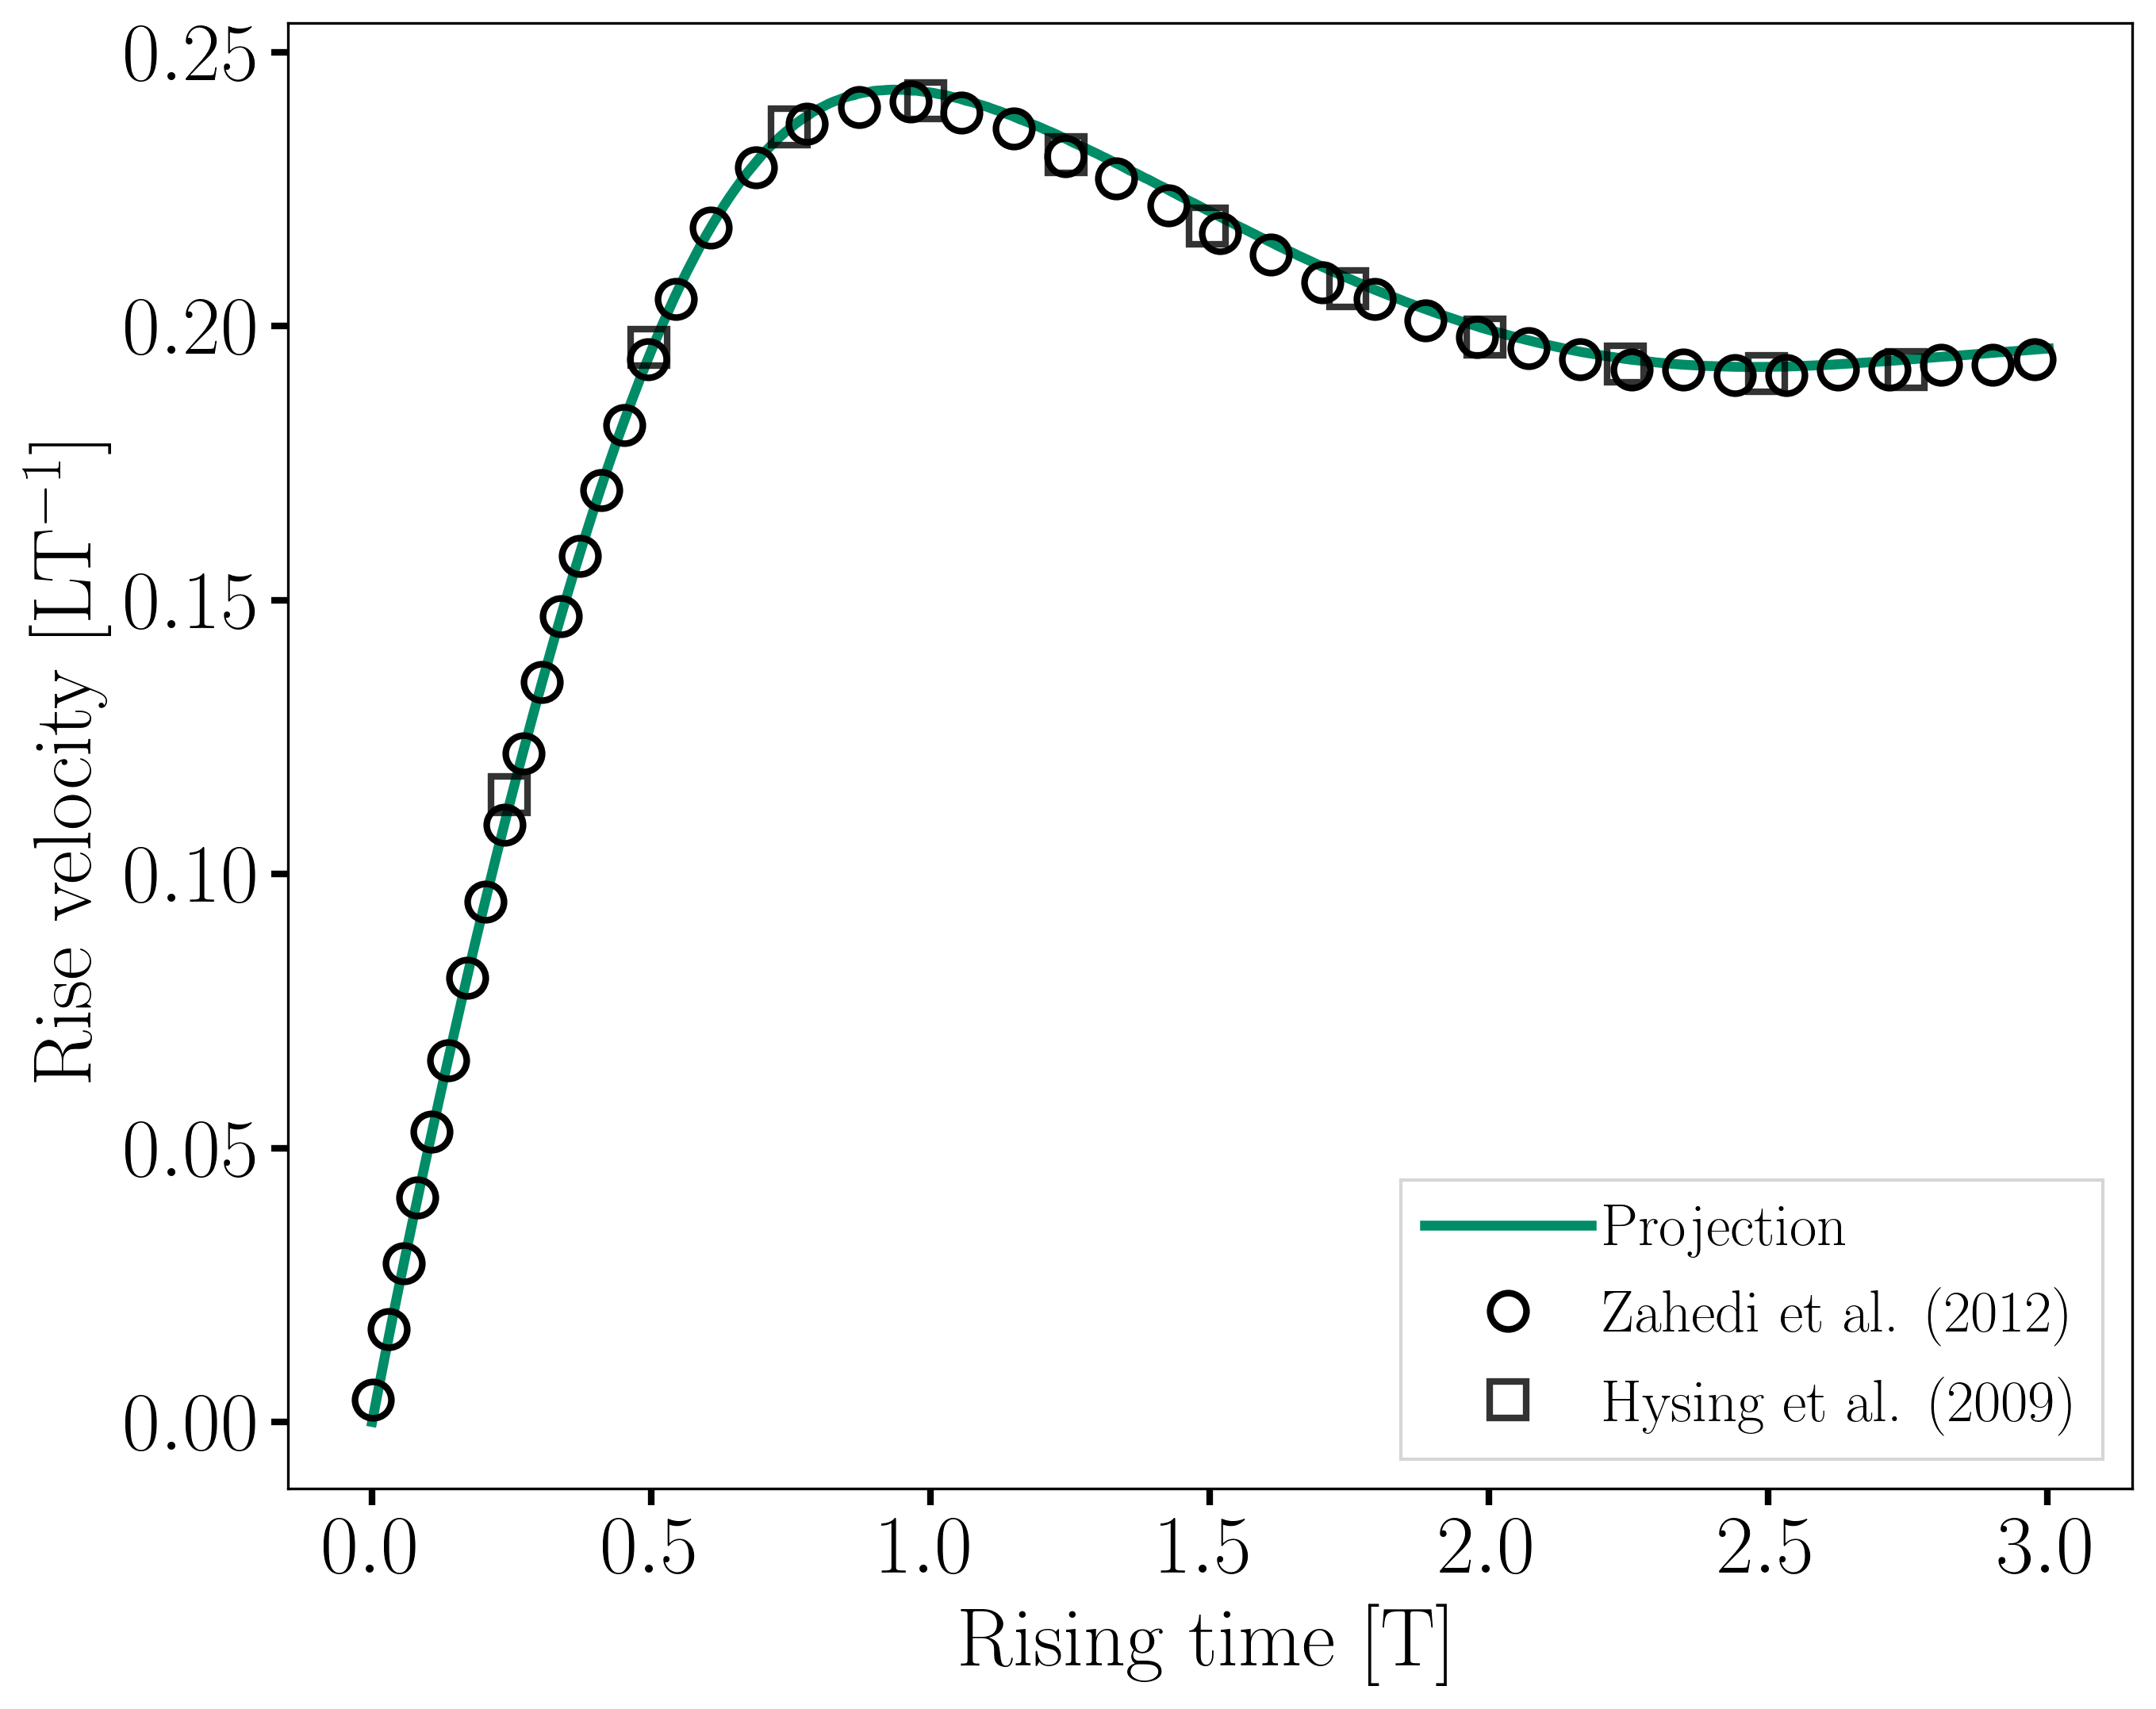 0.25
0.20
0.15
0.10
0.05
0.00
Rise velocity [LT⁻¹]
Projection
Zahedi et al. (2012)
Hysing et al. (2009)
0.0 0.5 1.0 1.5 2.0 2.5 3.0
Rising time [T]